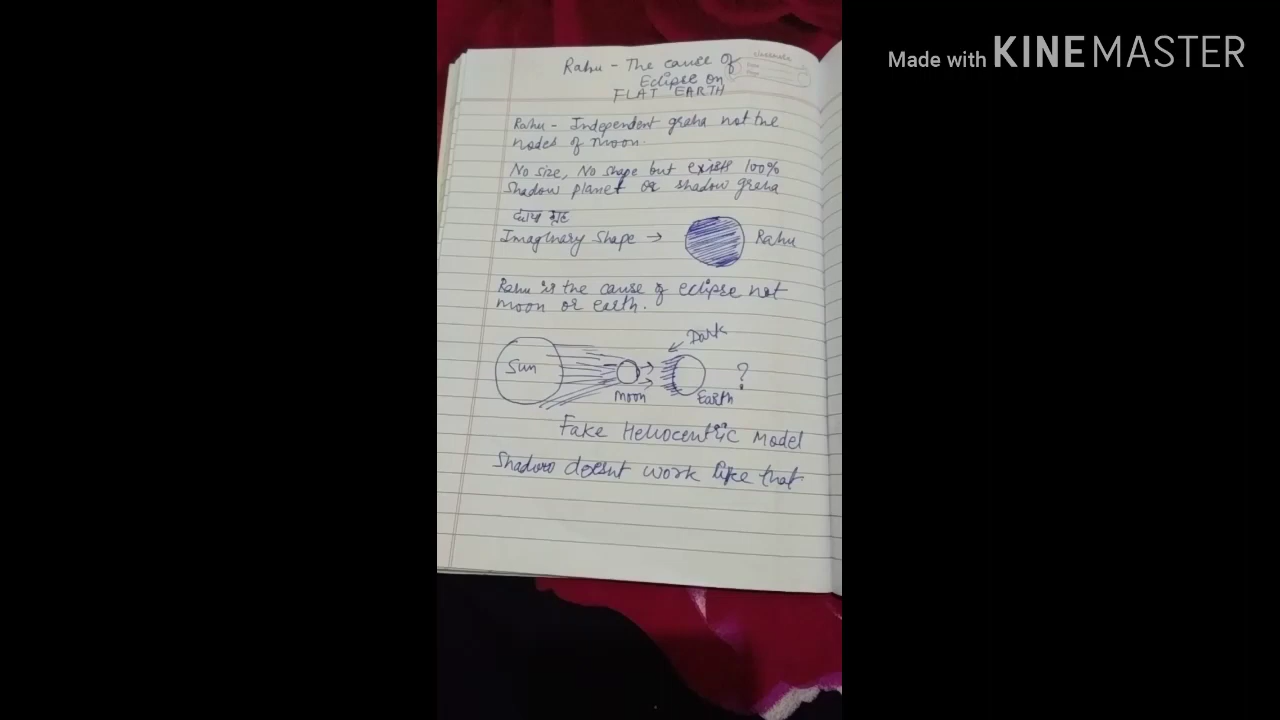 Made with KINEMASTER
Rahu - The cause of
Eclipse on
FLAT EARTH
Rahu - Independent graha not the
nodes of moon.
No size, No shape but exists 100%
Shadow planet or shadow graha
छाया ग्रह
Imaginary Shape → Rahu
Rahu is the cause of eclipse not
moon or earth.
Dark
Sun
?
Moon
Earth
Fake Heliocentric Model
Shadow doesnt work like that